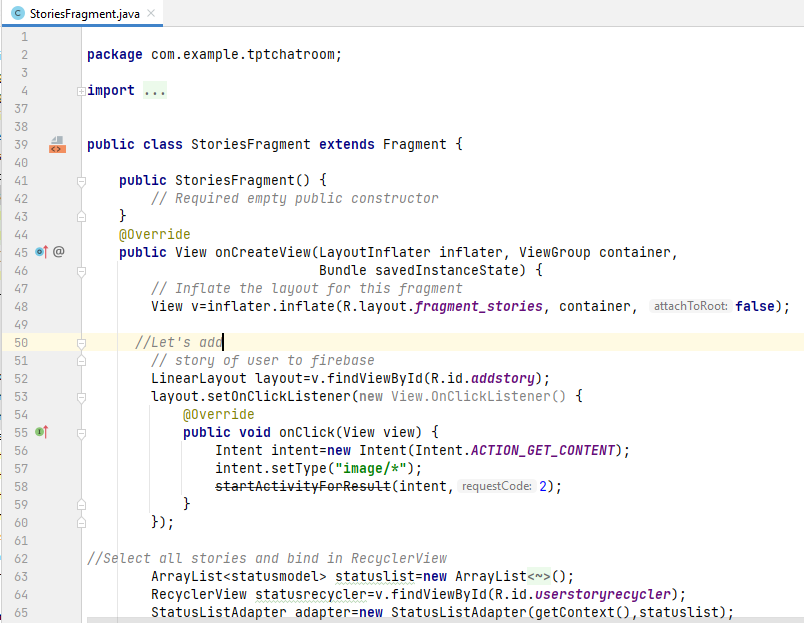 StoriesFragment.java
1
2 package com.example.tptchatroom;
3
4 import ...
37
38
39 public class StoriesFragment extends Fragment {
40
41 public StoriesFragment() {
42 // Required empty public constructor
43 }
44 @Override
45 public View onCreateView(LayoutInflater inflater, ViewGroup container,
46 Bundle savedInstanceState) {
47 // Inflate the layout for this fragment
48 View v=inflater.inflate(R.layout.fragment_stories, container, attachToRoot: false);
49
50 //Let's add
51 // story of user to firebase
52 LinearLayout layout=v.findViewById(R.id.addstory);
53 layout.setOnClickListener(new View.OnClickListener() {
54 @Override
55 public void onClick(View view) {
56 Intent intent=new Intent(Intent.ACTION_GET_CONTENT);
57 intent.setType("image/*");
58 startActivityForResult(intent, requestCode: 2);
59 }
60 });
61
62 //Select all stories and bind in RecyclerView
63 ArrayList<statusmodel> statuslist=new ArrayList<~>();
64 RecyclerView statusrecycler=v.findViewById(R.id.userstoryrecycler);
65 StatusListAdapter adapter=new StatusListAdapter(getContext(),statuslist);